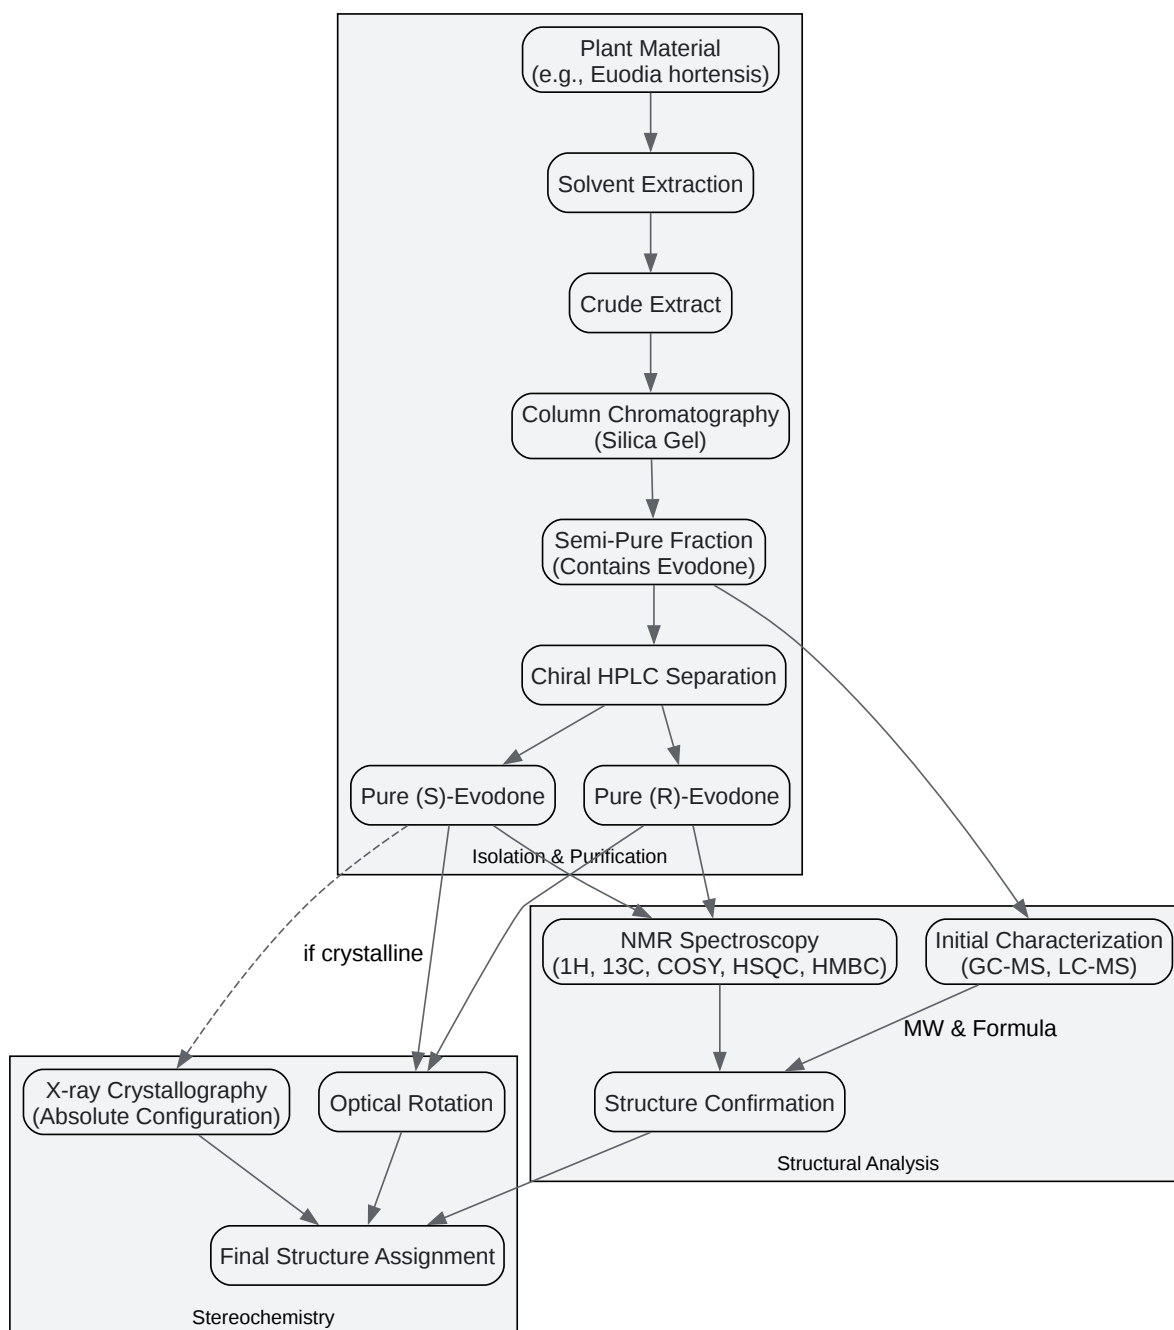 Plant Material
(e.g., Euodia hortensis)
Solvent Extraction
Crude Extract
Column Chromatography
(Silica Gel)
Semi-Pure Fraction
(Contains Evodone)
Chiral HPLC Separation
Pure (S)-Evodone
Pure (R)-Evodone
Isolation & Purification
if crystalline
NMR Spectroscopy
(1H, 13C, COSY, HSQC, HMBC)
Initial Characterization
(GC-MS, LC-MS)
MW & Formula
X-ray Crystallography
(Absolute Configuration)
Optical Rotation
Structure Confirmation
Structural Analysis
Final Structure Assignment
Stereochemistry